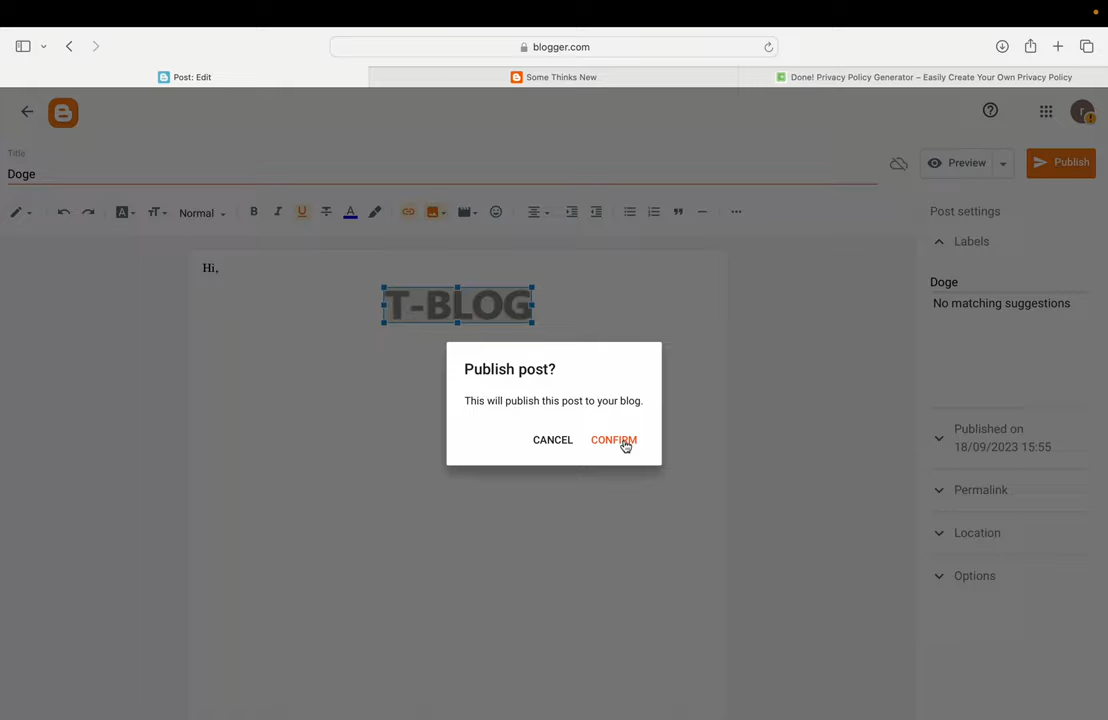 blogger.com
Post: Edit
Some Thinks New
Done! Privacy Policy Generator – Easily Create Your Own Privacy Policy
r
Title
Doge
Preview
Publish
Normal
B I U T A
Post settings
Labels
Doge
No matching suggestions
Hi,
T-BLOG
Publish post?
This will publish this post to your blog.
CANCEL CONFIRM
Published on
18/09/2023 15:55
Permalink
Location
Options